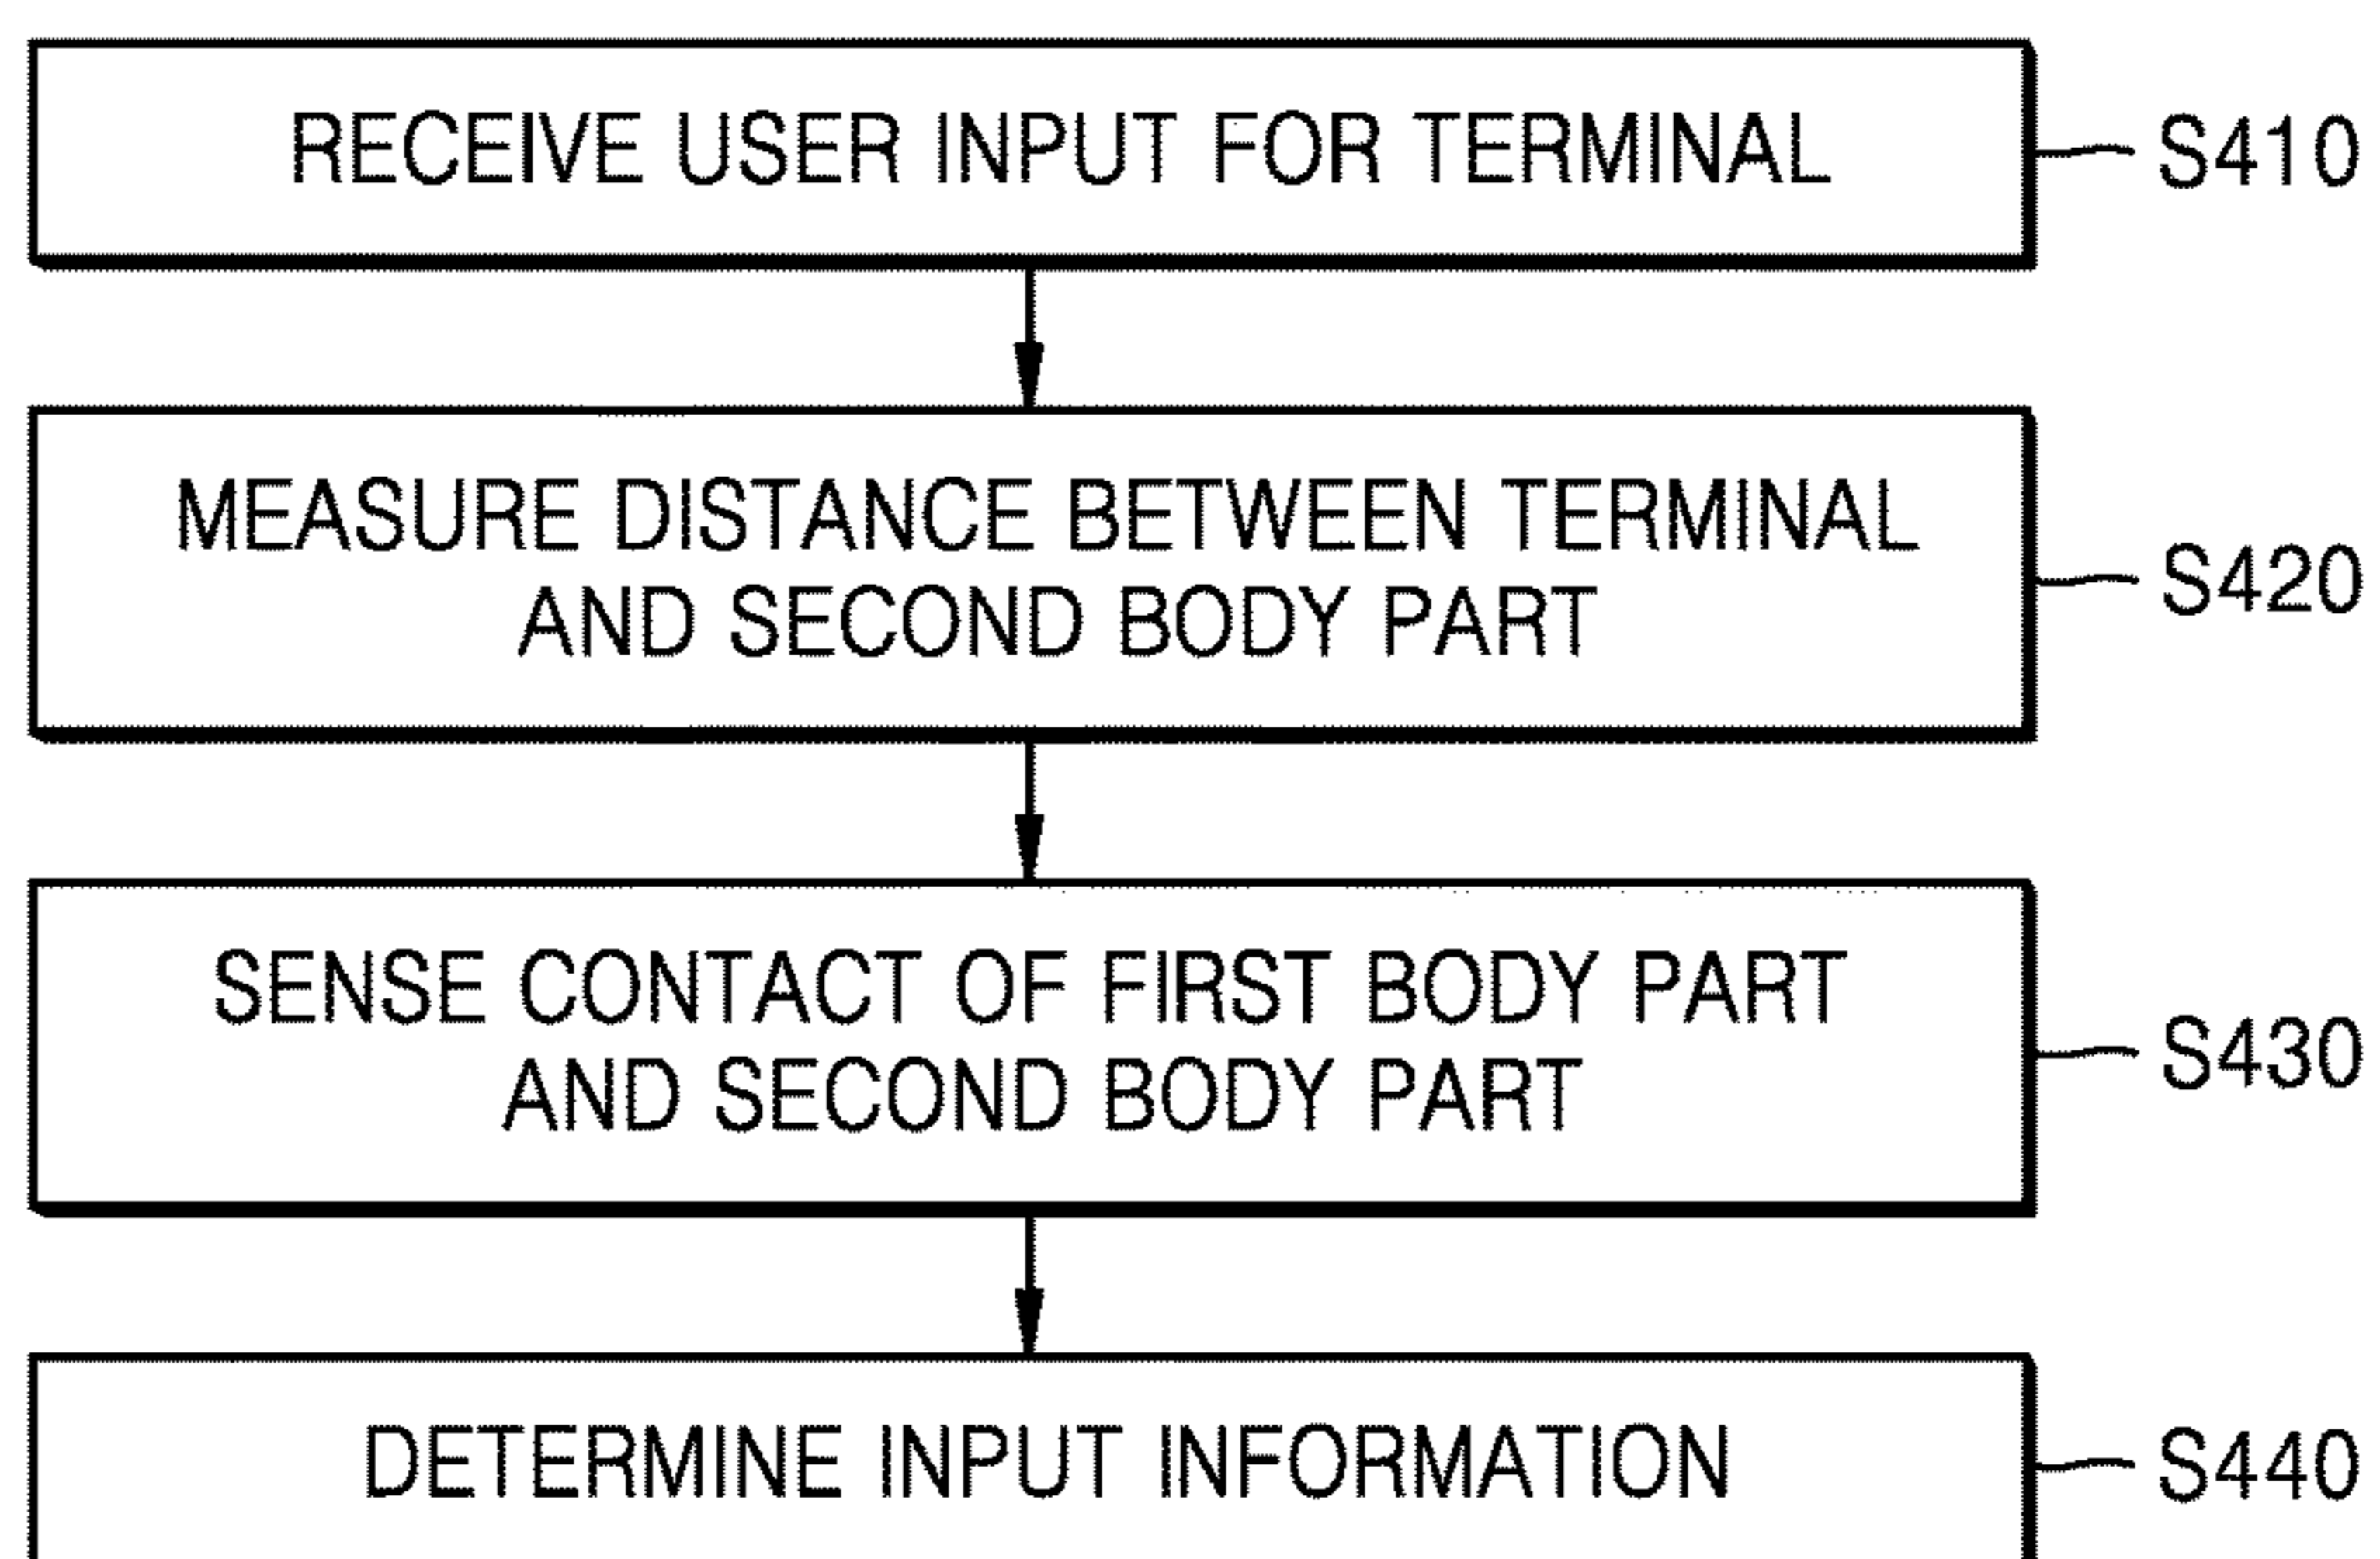 RECEIVE USER INPUT FOR TERMINAL
S410
MEASURE DISTANCE BETWEEN TERMINAL
AND SECOND BODY PART
S420
SENSE CONTACT OF FIRST BODY PART
AND SECOND BODY PART
S430
DETERMINE INPUT INFORMATION
S440